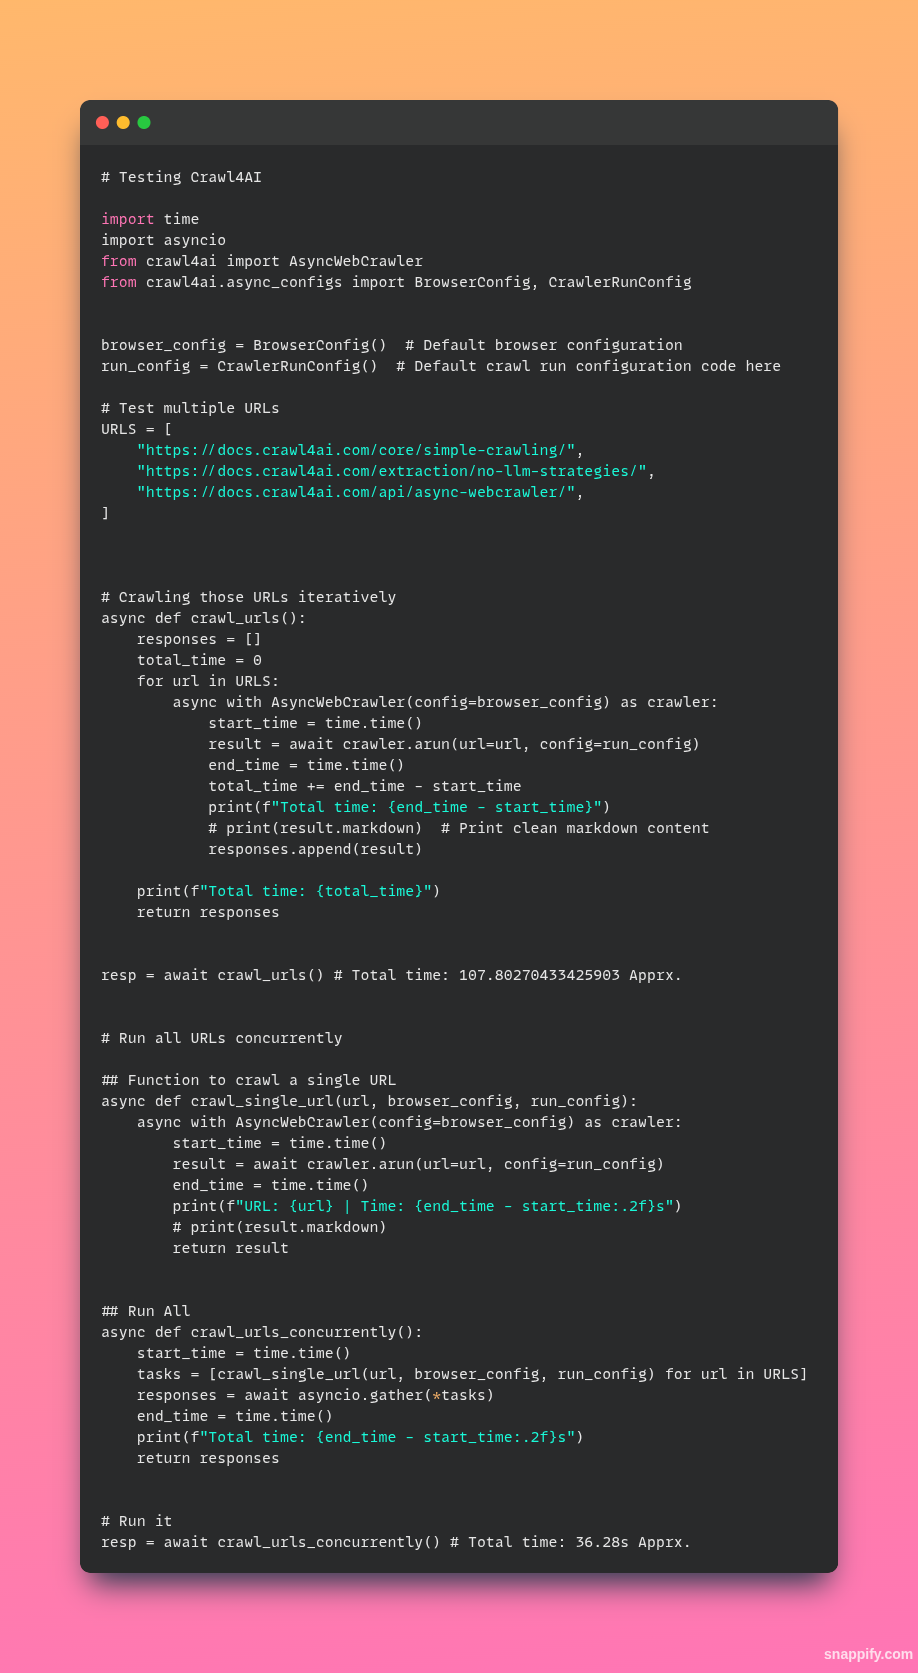 # Testing Crawl4AI

import time
import asyncio
from crawl4ai import AsyncWebCrawler
from crawl4ai.async_configs import BrowserConfig, CrawlerRunConfig


browser_config = BrowserConfig()  # Default browser configuration
run_config = CrawlerRunConfig()  # Default crawl run configuration code here

# Test multiple URLs
URLS = [
    "https://docs.crawl4ai.com/core/simple-crawling/",
    "https://docs.crawl4ai.com/extraction/no-llm-strategies/",
    "https://docs.crawl4ai.com/api/async-webcrawler/",
]



# Crawling those URLs iteratively
async def crawl_urls():
    responses = []
    total_time = 0
    for url in URLS:
        async with AsyncWebCrawler(config=browser_config) as crawler:
            start_time = time.time()
            result = await crawler.arun(url=url, config=run_config)
            end_time = time.time()
            total_time += end_time - start_time
            print(f"Total time: {end_time - start_time}")
            # print(result.markdown)  # Print clean markdown content
            responses.append(result)

    print(f"Total time: {total_time}")
    return responses


resp = await crawl_urls() # Total time: 107.80270433425903 Apprx.


# Run all URLs concurrently

## Function to crawl a single URL
async def crawl_single_url(url, browser_config, run_config):
    async with AsyncWebCrawler(config=browser_config) as crawler:
        start_time = time.time()
        result = await crawler.arun(url=url, config=run_config)
        end_time = time.time()
        print(f"URL: {url} | Time: {end_time - start_time:.2f}s")
        # print(result.markdown)
        return result


## Run All
async def crawl_urls_concurrently():
    start_time = time.time()
    tasks = [crawl_single_url(url, browser_config, run_config) for url in URLS]
    responses = await asyncio.gather(*tasks)
    end_time = time.time()
    print(f"Total time: {end_time - start_time:.2f}s")
    return responses


# Run it
resp = await crawl_urls_concurrently() # Total time: 36.28s Apprx.
snappify.com